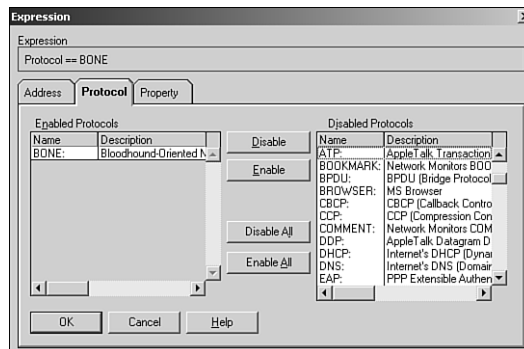 Expression
Expression
Protocol == BONE
Address Protocol Property
Enabled Protocols
Name Description
BONE: Bloodhound-Oriented N
Disable
Enable
Disable All
Enable All
Disabled Protocols
Name Description
ATP: AppleTalk Transaction
BOOKMARK: Network Monitors BOO
BPDU: BPDU (Bridge Protocol
BROWSER: MS Browser
CBCP: CBCP (Callback Contro
CCP: CCP (Compression Con
COMMENT: Network Monitors COM
DDP: AppleTalk Datagram D
DHCP: Internet's DHCP (Dynai
DNS: Internet's DNS (Domain
EAP: PPP Extensible Authen
OK Cancel Help